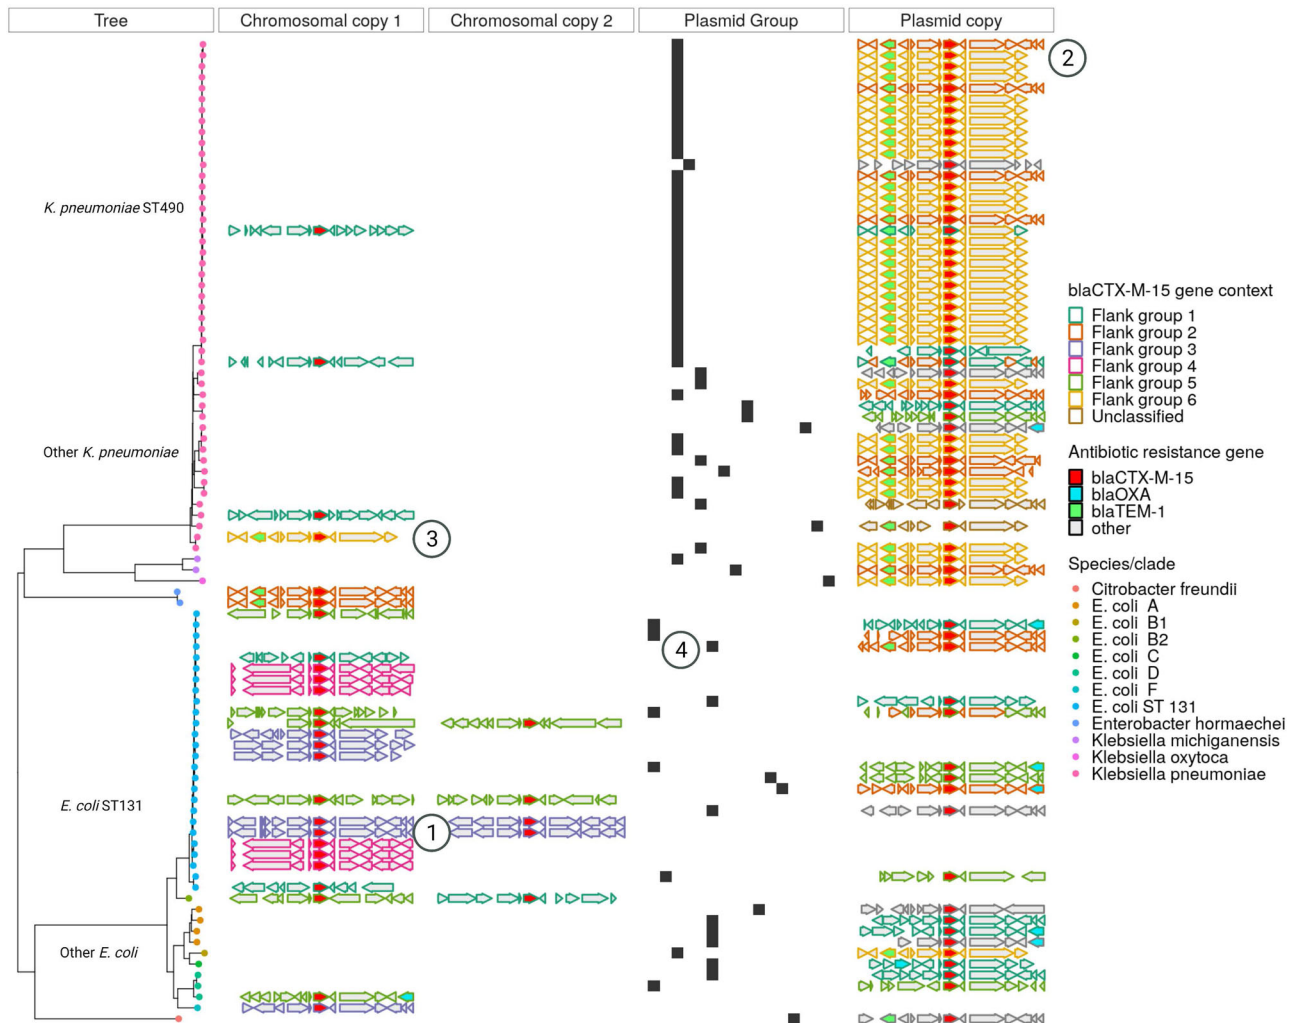 Tree
Chromosomal copy 1
Chromosomal copy 2
Plasmid Group
Plasmid copy
2
K. pneumoniae ST490
Other K. pneumoniae
3
4
E. coli ST131
1
Other E. coli
blaCTX-M-15 gene context
Flank group 1
Flank group 2
Flank group 3
Flank group 4
Flank group 5
Flank group 6
Unclassified
Antibiotic resistance gene
blaCTX-M-15
blaOXA
blaTEM-1
other
Species/clade
Citrobacter freundii
E. coli A
E. coli B1
E. coli B2
E. coli C
E. coli D
E. coli F
E. coli ST 131
Enterobacter hormaechei
Klebsiella michiganensis
Klebsiella oxytoca
Klebsiella pneumoniae